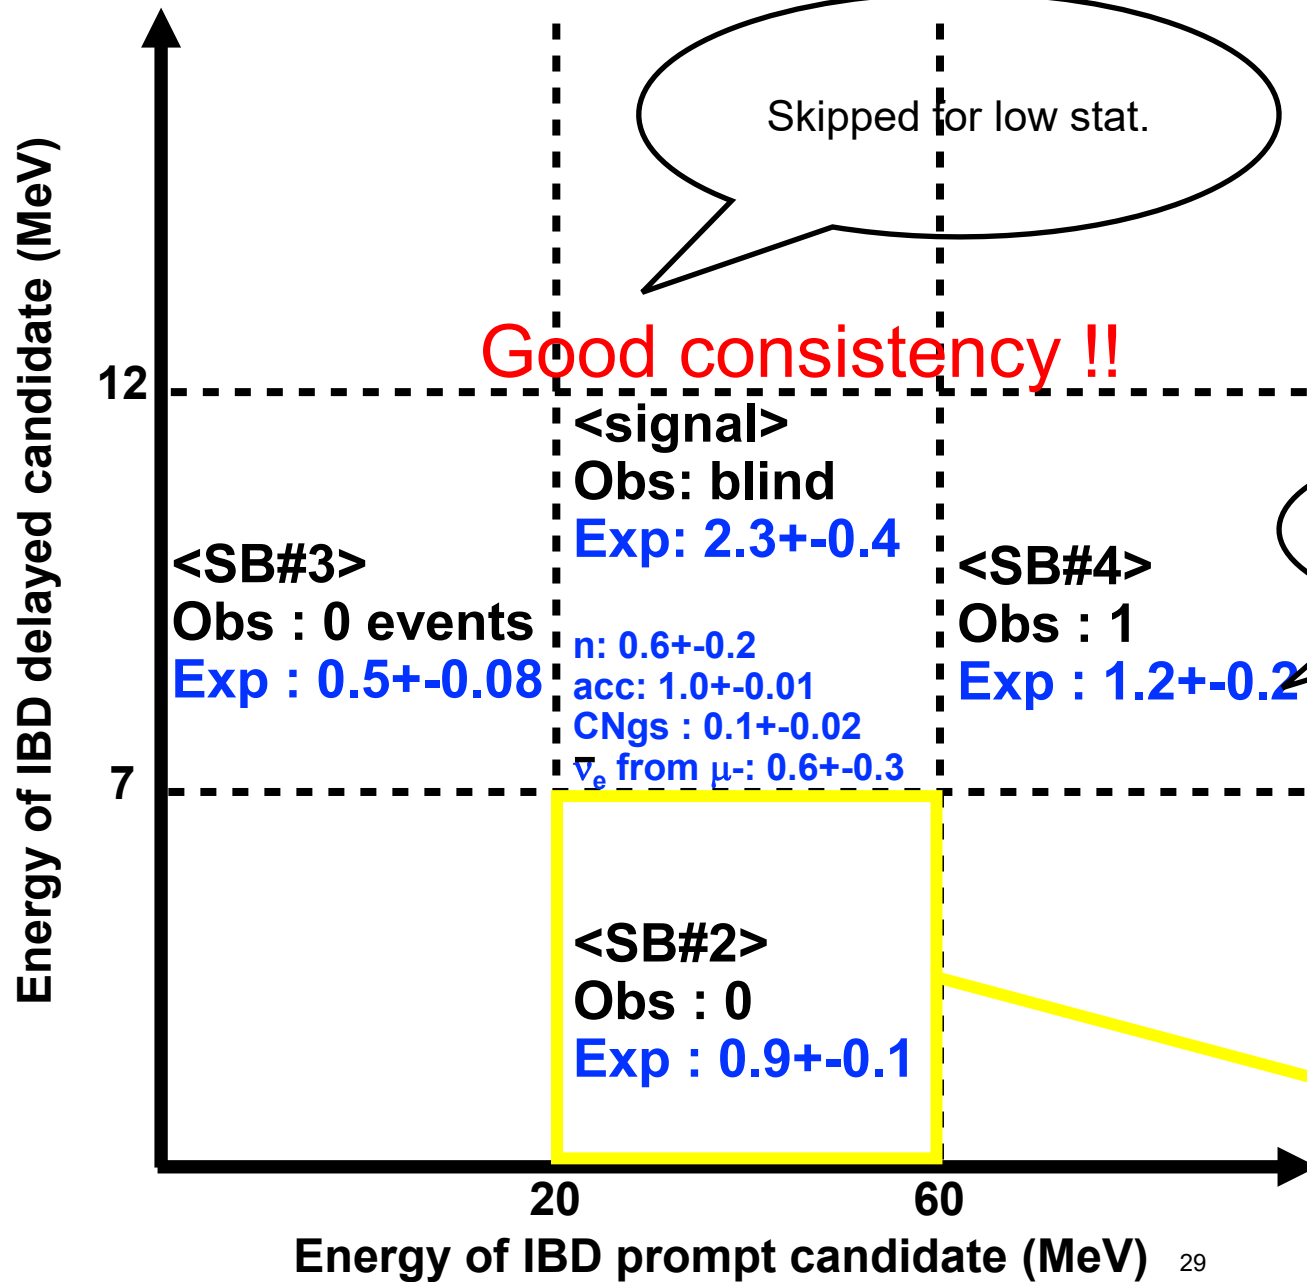 Skipped for low stat.
Good consistency !!
Energy of IBD delayed candidate (MeV)
12
7
<signal>
Obs: blind
Exp: 2.3+-0.4
n: 0.6+-0.2
acc: 1.0+-0.01
CNgs : 0.1+-0.02
ν̅e from μ-: 0.6+-0.3
<SB#3>
Obs : 0 events
Exp : 0.5+-0.08
<SB#4>
Obs : 1
Exp : 1.2+-0.2
<SB#2>
Obs : 0
Exp : 0.9+-0.1
20
60
Energy of IBD prompt candidate (MeV)
29